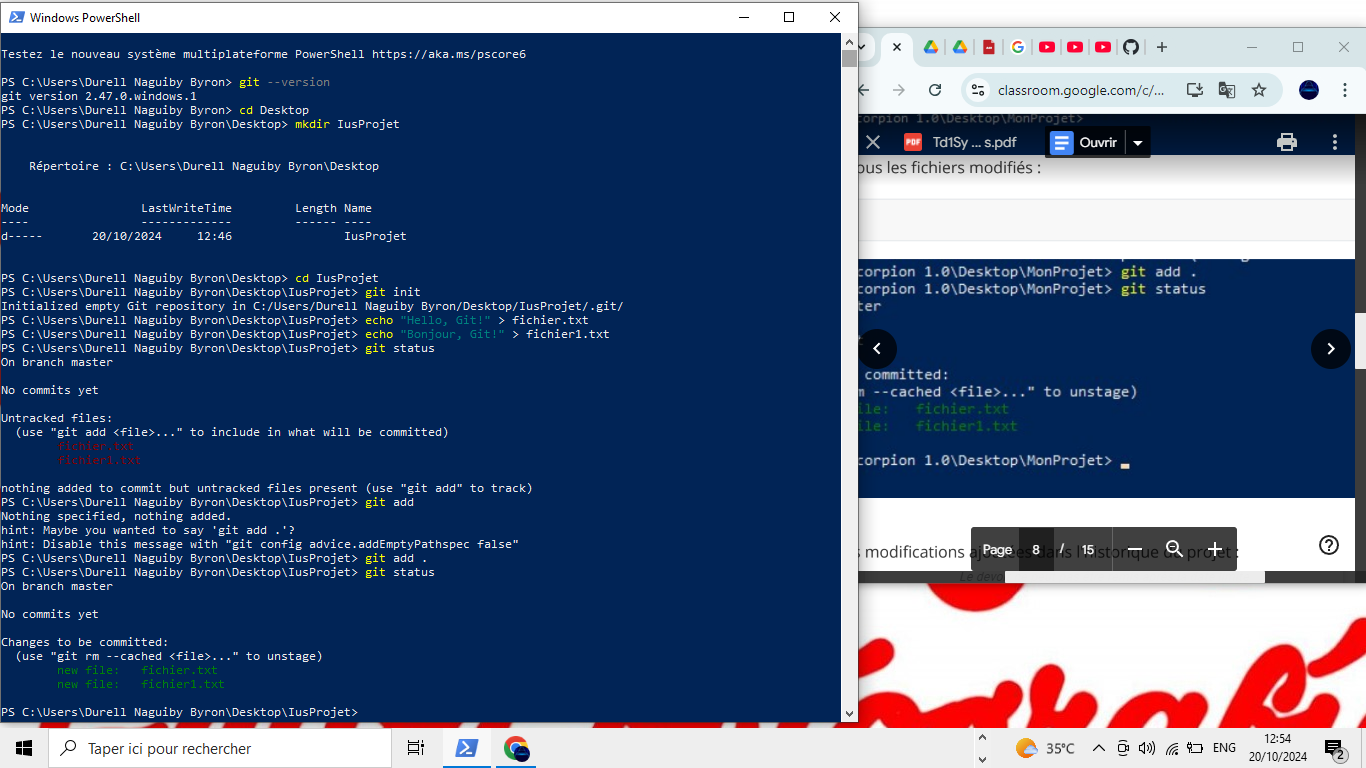 Windows PowerShell
Testez le nouveau système multiplateforme PowerShell https://aka.ms/pscore6
PS C:\Users\Durell Naguiby Byron> git --version
git version 2.47.0.windows.1
PS C:\Users\Durell Naguiby Byron> cd Desktop
PS C:\Users\Durell Naguiby Byron\Desktop> mkdir IusProjet
Répertoire : C:\Users\Durell Naguiby Byron\Desktop
Mode LastWriteTime Length Name
---- ------------- ------ ----
d----- 20/10/2024 12:46 IusProjet
PS C:\Users\Durell Naguiby Byron\Desktop> cd IusProjet
PS C:\Users\Durell Naguiby Byron\Desktop\IusProjet> git init
Initialized empty Git repository in C:/Users/Durell Naguiby Byron/Desktop/IusProjet/.git/
PS C:\Users\Durell Naguiby Byron\Desktop\IusProjet> echo "Hello, Git!" > fichier.txt
PS C:\Users\Durell Naguiby Byron\Desktop\IusProjet> echo "Bonjour, Git!" > fichier1.txt
PS C:\Users\Durell Naguiby Byron\Desktop\IusProjet> git status
On branch master
No commits yet
Untracked files:
(use "git add <file>..." to include in what will be committed)
fichier.txt
fichier1.txt
nothing added to commit but untracked files present (use "git add" to track)
PS C:\Users\Durell Naguiby Byron\Desktop\IusProjet> git add
Nothing specified, nothing added.
hint: Maybe you wanted to say 'git add .'?
hint: Disable this message with "git config advice.addEmptyPathspec false"
PS C:\Users\Durell Naguiby Byron\Desktop\IusProjet> git add .
PS C:\Users\Durell Naguiby Byron\Desktop\IusProjet> git status
On branch master
No commits yet
Changes to be committed:
(use "git rm --cached <file>..." to unstage)
new file: fichier.txt
new file: fichier1.txt
PS C:\Users\Durell Naguiby Byron\Desktop\IusProjet>
classroom.google.com/c/...
corpion 1.0\Desktop\MonProjet>
PDF Td1Sy ... s.pdf Ouvrir
ous les fichiers modifiés :
corpion 1.0\Desktop\MonProjet> git add .
corpion 1.0\Desktop\MonProjet> git status
ter
committed:
m --cached <file>..." to unstage)
ile: fichier.txt
ile: fichier1.txt
corpion 1.0\Desktop\MonProjet>
Page 8 / 15
s modifications ajoutées dans l'historique du projet :
Le devo
Taper ici pour rechercher
35°C
ENG
12:54
20/10/2024
2